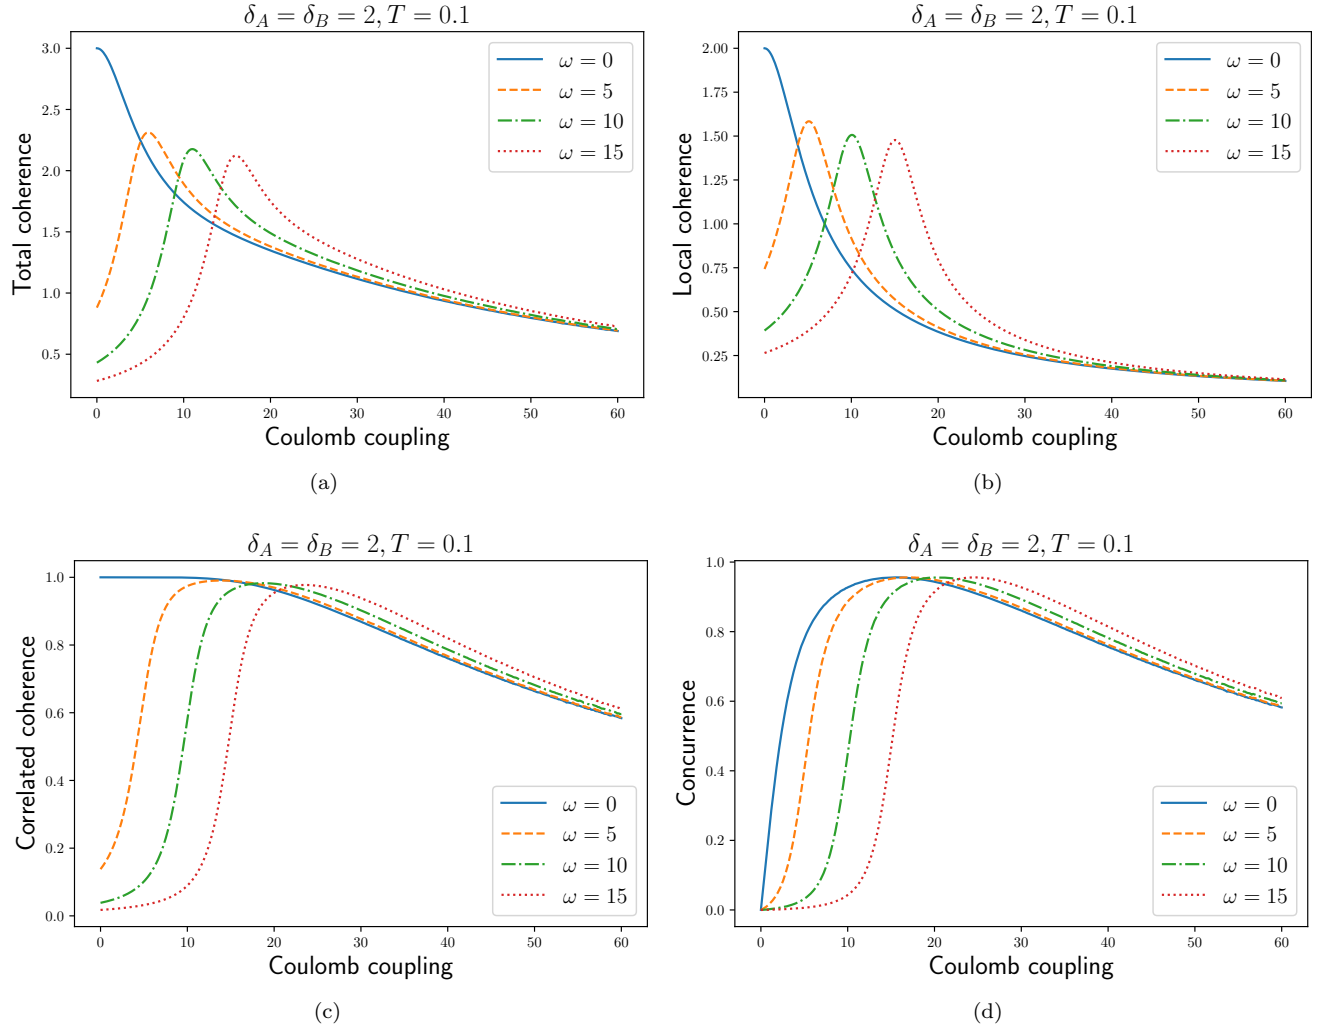 δ_A = δ_B = 2, T = 0.1
Total coherence
3.0
2.5
2.0
1.5
1.0
0.5
ω = 0
ω = 5
ω = 10
ω = 15
0 10 20 30 40 50 60
Coulomb coupling
(a)
δ_A = δ_B = 2, T = 0.1
Local coherence
2.00
1.75
1.50
1.25
1.00
0.75
0.50
0.25
ω = 0
ω = 5
ω = 10
ω = 15
0 10 20 30 40 50 60
Coulomb coupling
(b)
δ_A = δ_B = 2, T = 0.1
Correlated coherence
1.0
0.8
0.6
0.4
0.2
0.0
ω = 0
ω = 5
ω = 10
ω = 15
0 10 20 30 40 50 60
Coulomb coupling
(c)
δ_A = δ_B = 2, T = 0.1
Concurrence
1.0
0.8
0.6
0.4
0.2
0.0
ω = 0
ω = 5
ω = 10
ω = 15
0 10 20 30 40 50 60
Coulomb coupling
(d)